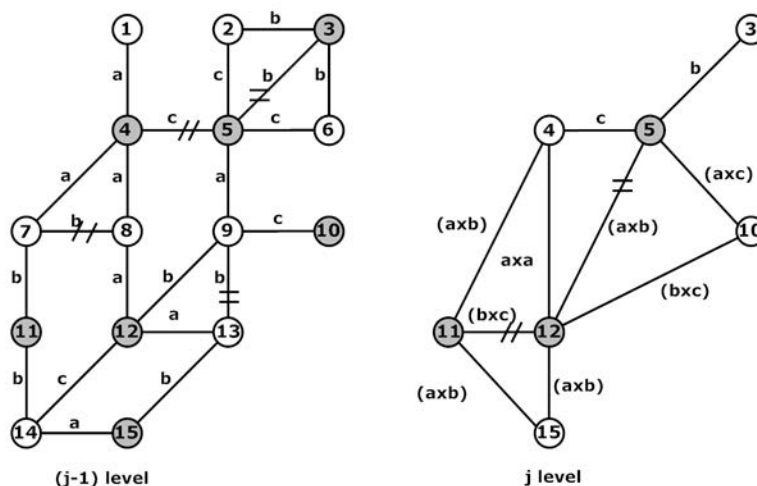 1 2 b 3
a c b b
4 c 5 c 6
a a a
7 b 8 9 c 10
b a b b
11 12 a 13
b c b
14 a 15
(j-1) level
3
b
4 c 5
(axc)
(axb) (axb) 10
axa
(bxc) (bxc)
11 12
(axb) (axb)
15
j level